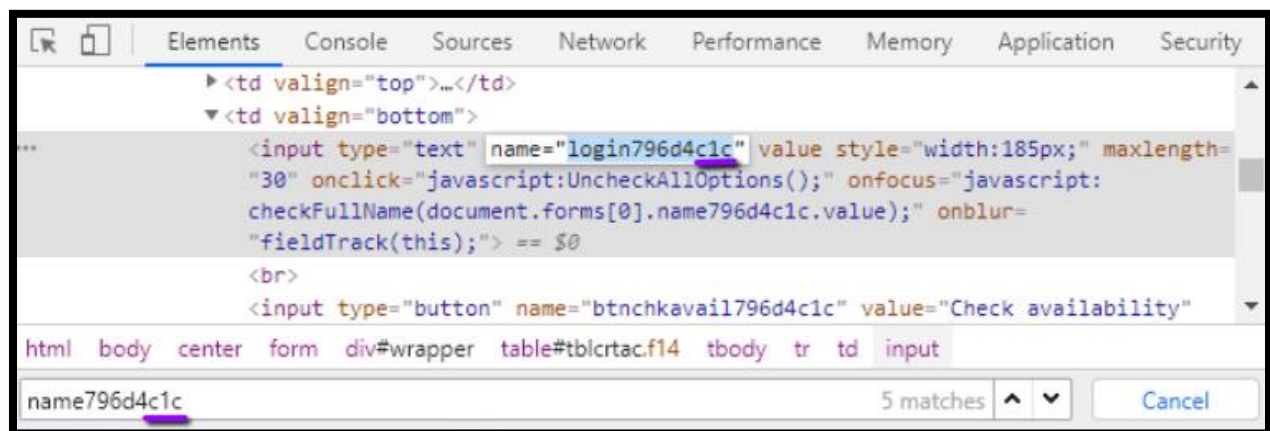 Elements Console Sources Network Performance Memory Application Security
▶<td valign="top">…</td>
▼<td valign="bottom">
… <input type="text" name="login796d4c1c" value style="width:185px;" maxlength=
"30" onclick="javascript:UncheckAllOptions();" onfocus="javascript:
checkFullName(document.forms[0].name796d4c1c.value);" onblur=
"fieldTrack(this);"> == $0
<br>
<input type="button" name="btnchkavail796d4c1c" value="Check availability"
html body center form div#wrapper table#tblcrtac.f14 tbody tr td input
name796d4c1c 5 matches Cancel